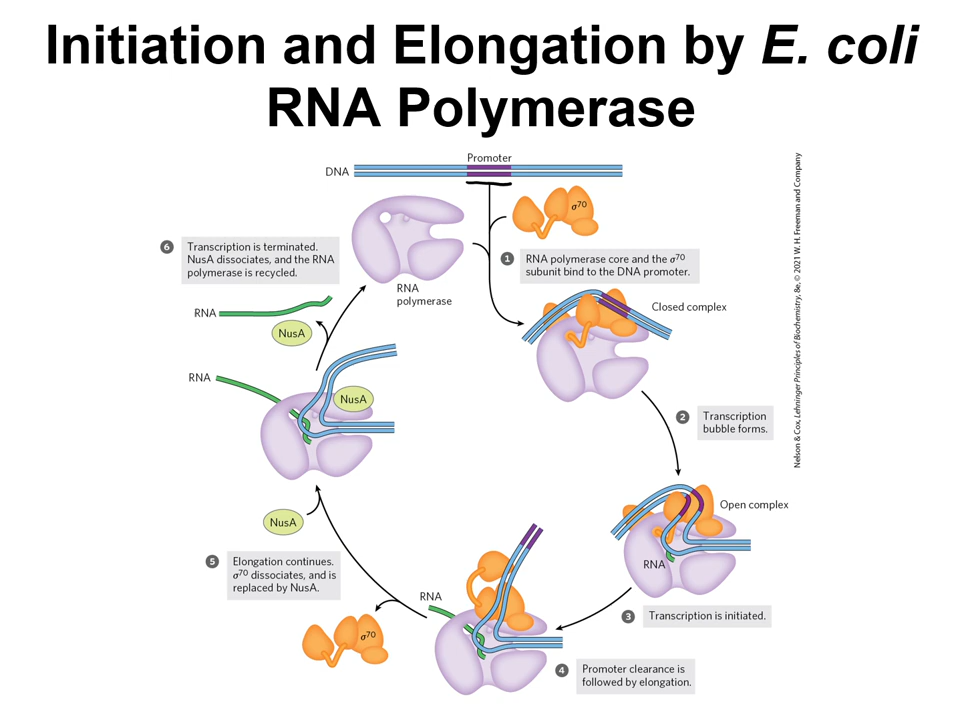 Initiation and Elongation by E. coli
RNA Polymerase
Promoter
DNA
σ70
1 RNA polymerase core and the σ70
subunit bind to the DNA promoter.
Closed complex
2 Transcription
bubble forms.
Open complex
RNA
3 Transcription is initiated.
4 Promoter clearance is
followed by elongation.
RNA
σ70
5 Elongation continues.
σ70 dissociates, and is
replaced by NusA.
NusA
NusA
RNA
NusA
RNA
6 Transcription is terminated.
NusA dissociates, and the RNA
polymerase is recycled.
RNA
polymerase
Nelson & Cox, Lehninger Principles of Biochemistry, 8e, © 2021 W. H. Freeman and Company